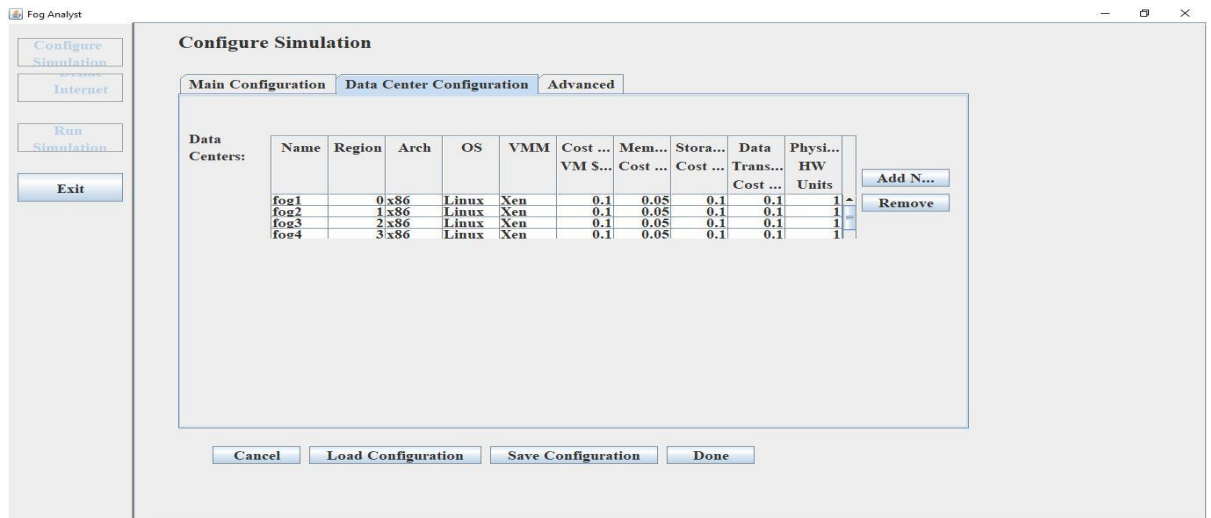 Fog Analyst
Configure Simulation
Configure
Simulation
Internet
Run
Simulation
Exit
Main Configuration Data Center Configuration Advanced
Data
Centers:
Name Region Arch OS VMM Cost ... Mem... Stora... Data Physi...
VM $... Cost ... Cost ... Trans... HW
Cost ... Units
fog1 0 x86 Linux Xen 0.1 0.05 0.1 0.1 1
fog2 1 x86 Linux Xen 0.1 0.05 0.1 0.1 1
fog3 2 x86 Linux Xen 0.1 0.05 0.1 0.1 1
fog4 3 x86 Linux Xen 0.1 0.05 0.1 0.1 1
Add N...
Remove
Cancel Load Configuration Save Configuration Done